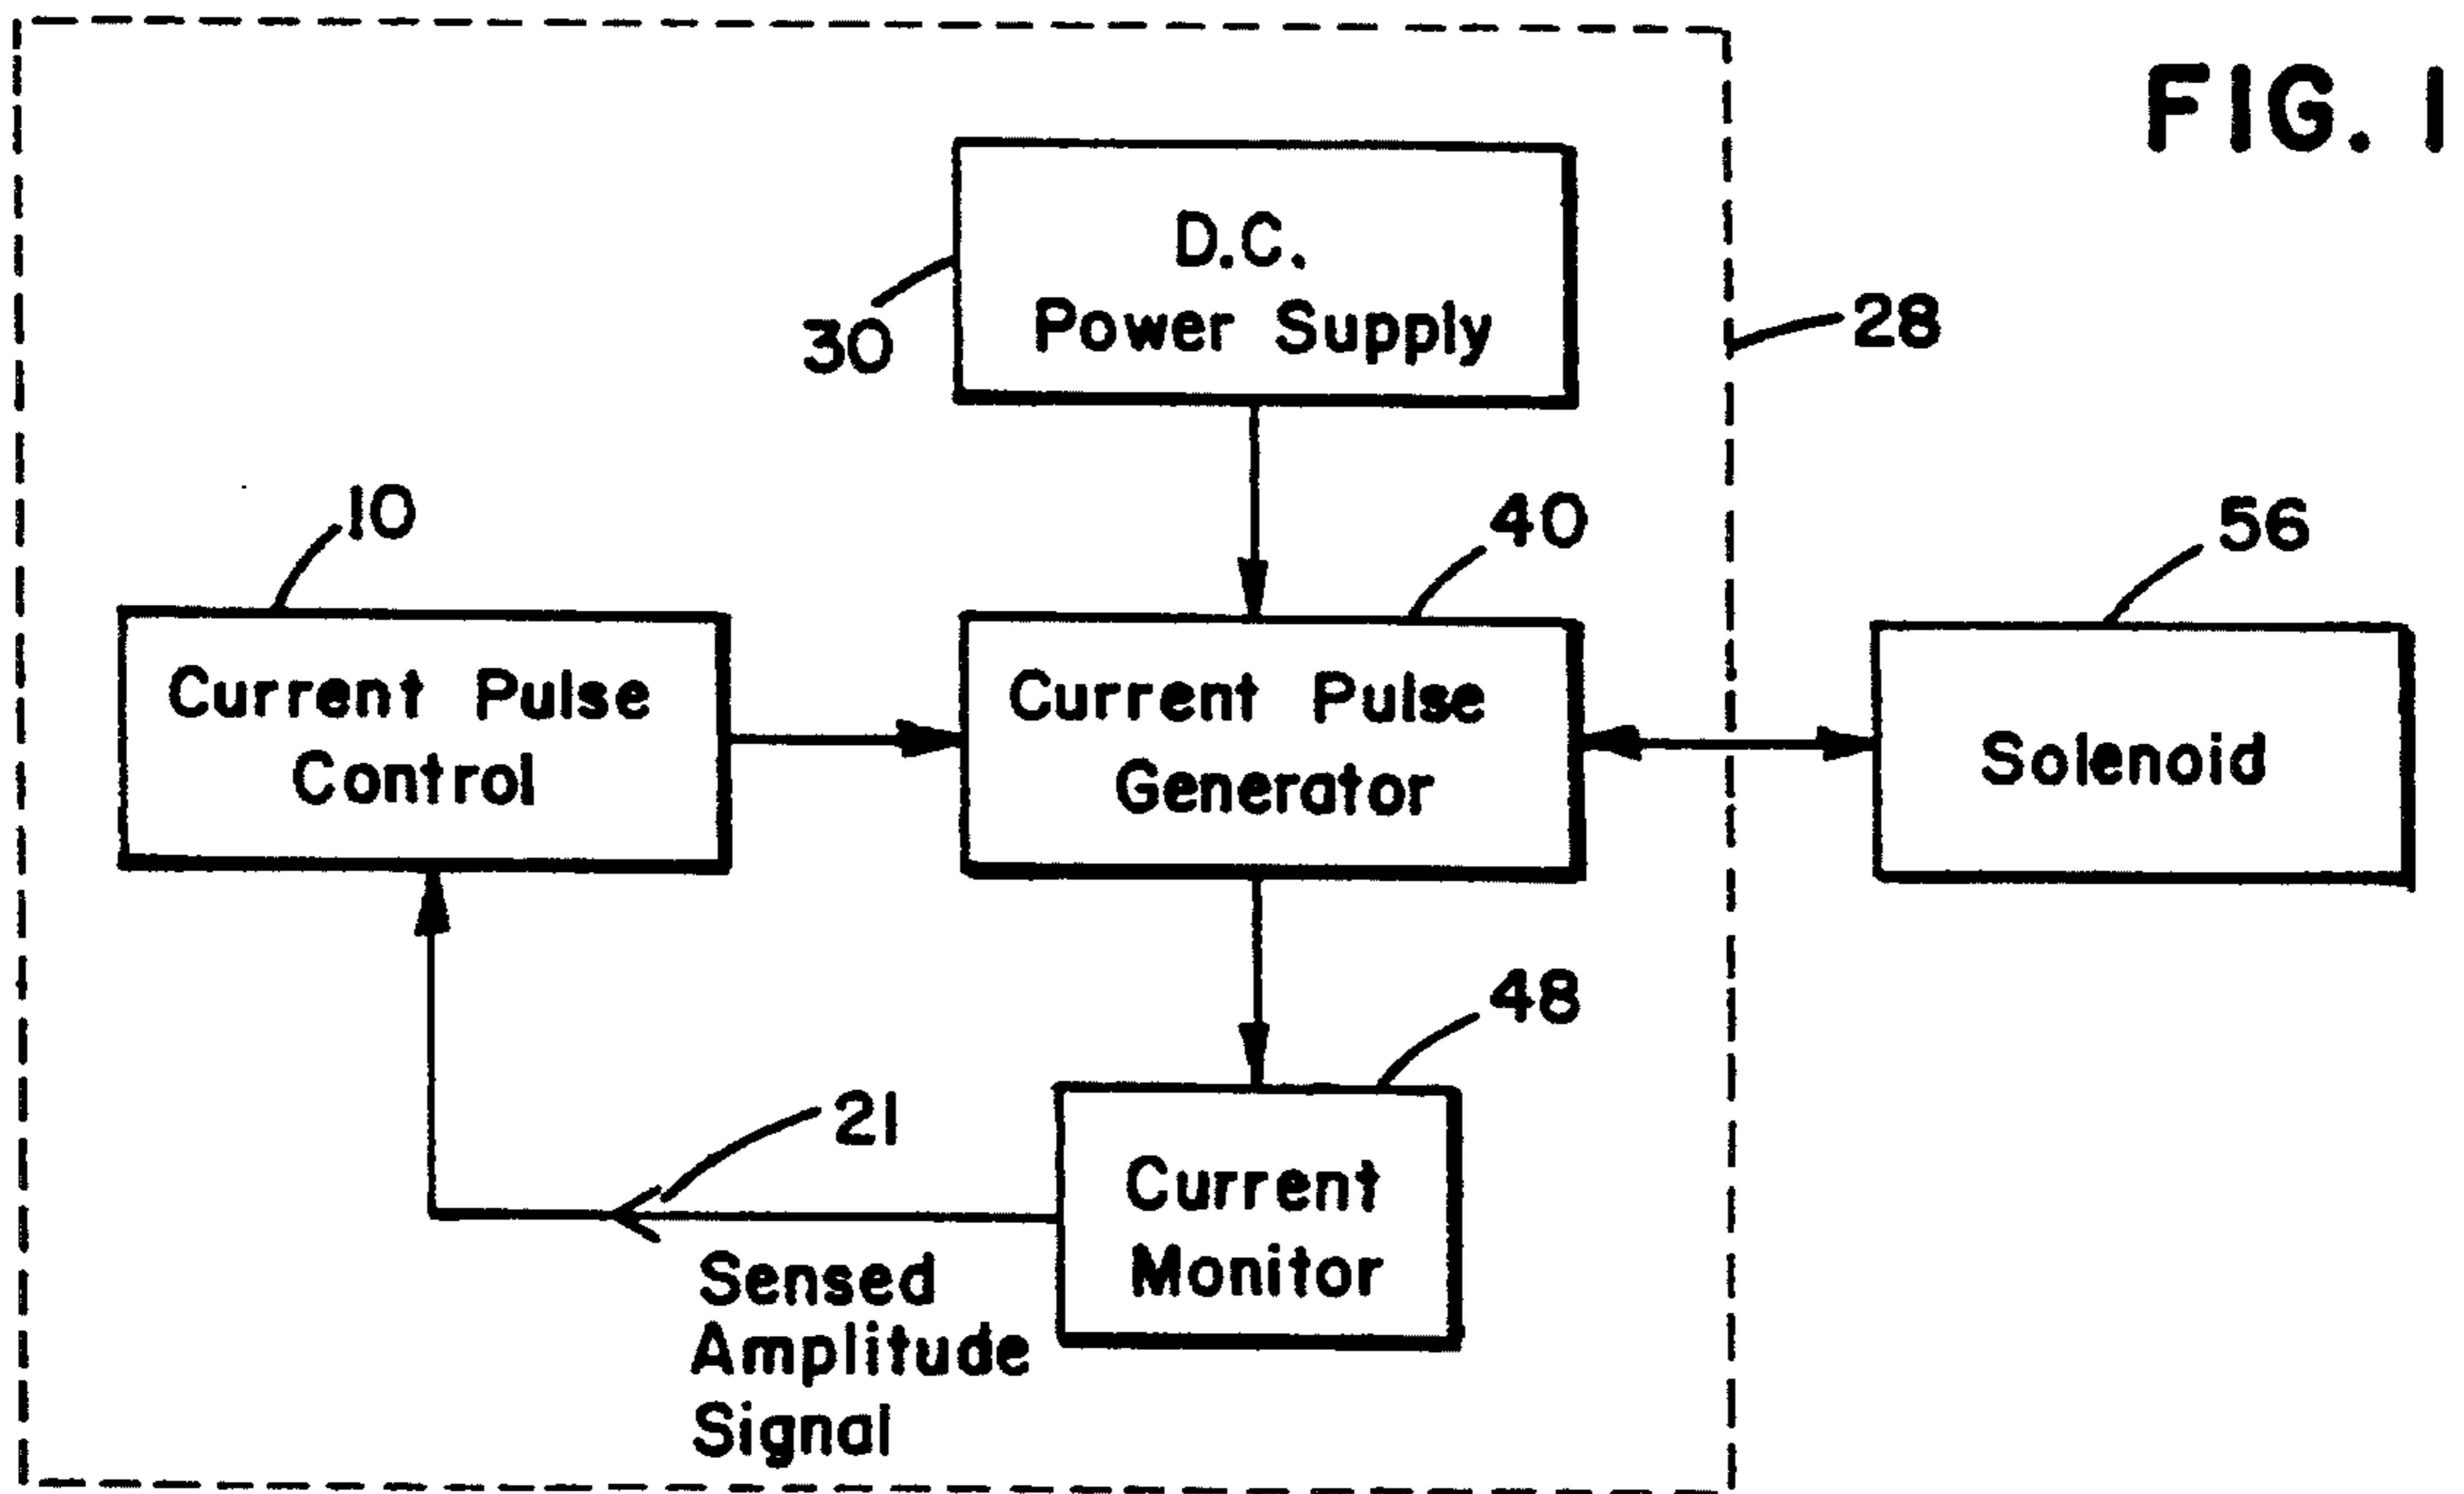 FIG. 1
D.C.
Power Supply
30
28
10
40
56
Current Pulse
Control
Current Pulse
Generator
Solenoid
48
21
Current
Monitor
Sensed
Amplitude
Signal